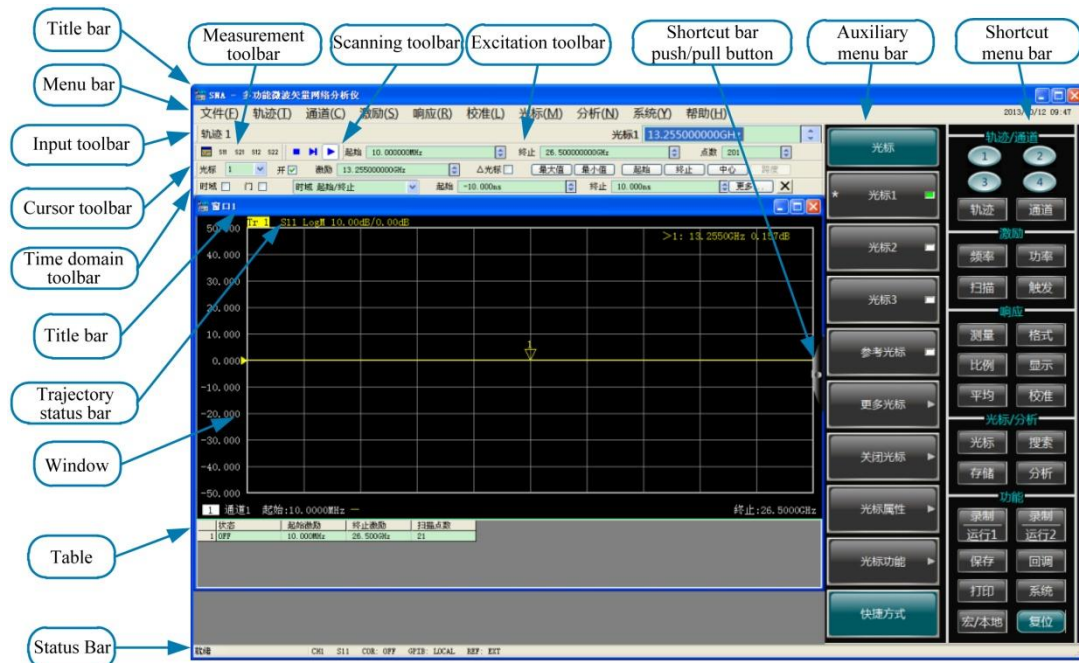 Title bar
Measurement toolbar
Scanning toolbar
Excitation toolbar
Shortcut bar push/pull button
Auxiliary menu bar
Shortcut menu bar
Menu bar
Input toolbar
Cursor toolbar
Time domain toolbar
Title bar
Trajectory status bar
Window
Table
Status Bar
多功能微波矢量网络分析仪
文件(F) 轨迹(T) 通道(C) 激励(S) 响应(R) 校准(L) 光标(M) 分析(N) 系统(Y) 帮助(H)
2013/10/12 09:47
轨迹 1 光标1 13.255000000GHz
S11 S21 S12 S22 起始 10.000000MHz 终止 26.500000000GHz 点数 201
光标 1 开 激励 13.255000000GHz △光标 最大值 最小值 起始 终止 中心 跨度
时域 门 时域 起始/终止 起始 -10.000ns 终止 10.000ns 更多...
窗口1
Tr 1 S11 LogM 10.00dB/0.00dB
>1: 13.2550GHz 0.157dB
50.000
40.000
30.000
20.000
10.000
0.000
-10.000
-20.000
-30.000
-40.000
-50.000
1
1 通道1 起始:10.0000MHz 终止:26.5000GHz
状态 起始激励 终止激励 扫描点数
1 OFF 10.000MHz 26.500GHz 21
就绪 CH1 S11 COR: OFF GPIB: LOCAL REF: EXT
光标
光标1
光标2
光标3
参考光标
更多光标
关闭光标
光标属性
光标功能
快捷方式
轨迹/通道
1 2
3 4
轨迹 通道
激励
频率 功率
扫描 触发
响应
测量 格式
比例 显示
平均 校准
光标/分析
光标 搜索
存储 分析
功能
录制 录制
运行1 运行2
保存 回调
打印 系统
宏/本地 复位